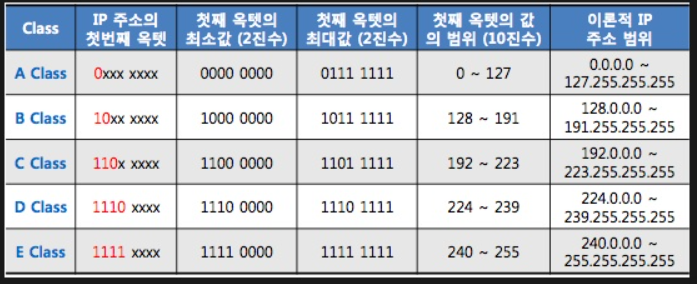 Class IP 주소의 첫번째 옥텟 첫째 옥텟의 최소값 (2진수) 첫째 옥텟의 최대값 (2진수) 첫째 옥텟의 값의 범위 (10진수) 이론적 IP 주소 범위
A Class 0xxx xxxx 0000 0000 0111 1111 0 ~ 127 0.0.0.0 ~ 127.255.255.255
B Class 10xx xxxx 1000 0000 1011 1111 128 ~ 191 128.0.0.0 ~ 191.255.255.255
C Class 110x xxxx 1100 0000 1101 1111 192 ~ 223 192.0.0.0 ~ 223.255.255.255
D Class 1110 xxxx 1110 0000 1110 1111 224 ~ 239 224.0.0.0 ~ 239.255.255.255
E Class 1111 xxxx 1111 0000 1111 1111 240 ~ 255 240.0.0.0 ~ 255.255.255.255